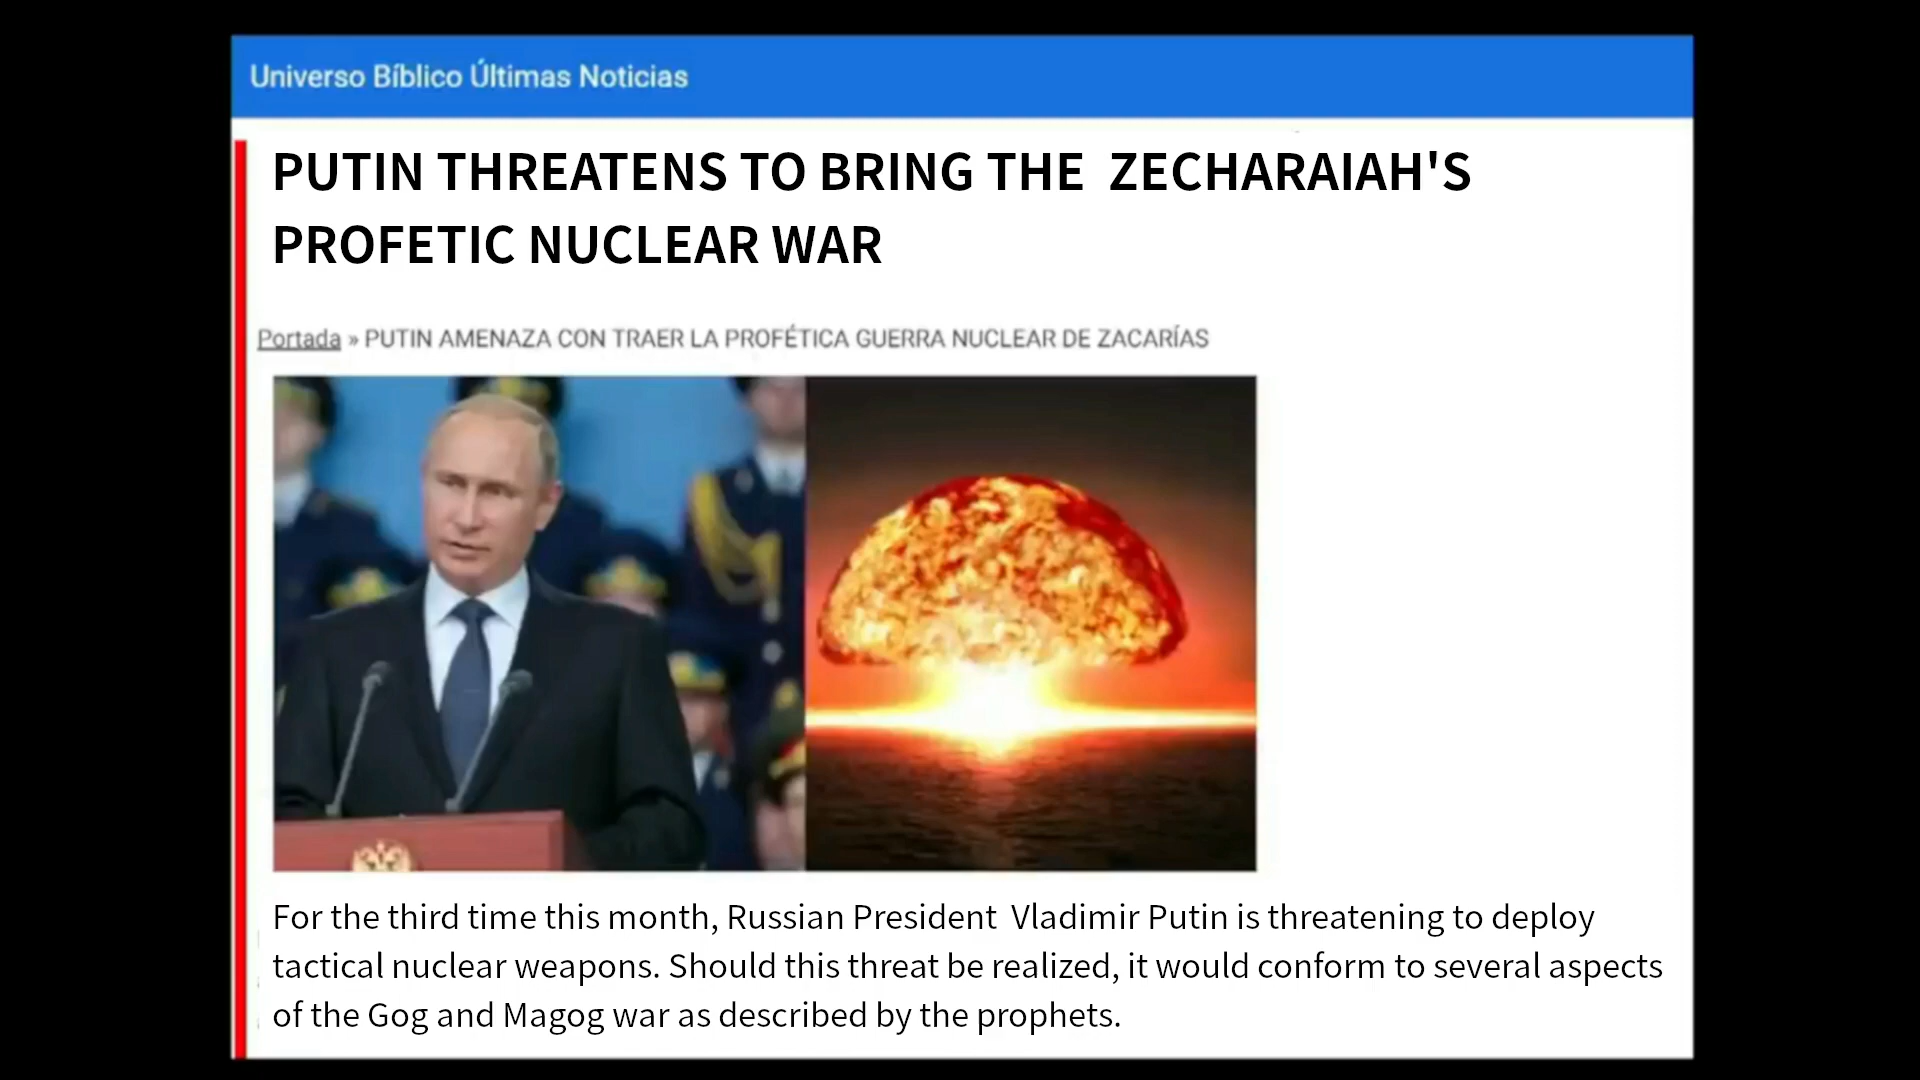 Universo Bíblico Últimas Noticias
PUTIN THREATENS TO BRING THE ZECHARAIAH'S
PROFETIC NUCLEAR WAR
Portada » PUTIN AMENAZA CON TRAER LA PROFÉTICA GUERRA NUCLEAR DE ZACARÍAS
For the third time this month, Russian President Vladimir Putin is threatening to deploy
tactical nuclear weapons. Should this threat be realized, it would conform to several aspects
of the Gog and Magog war as described by the prophets.